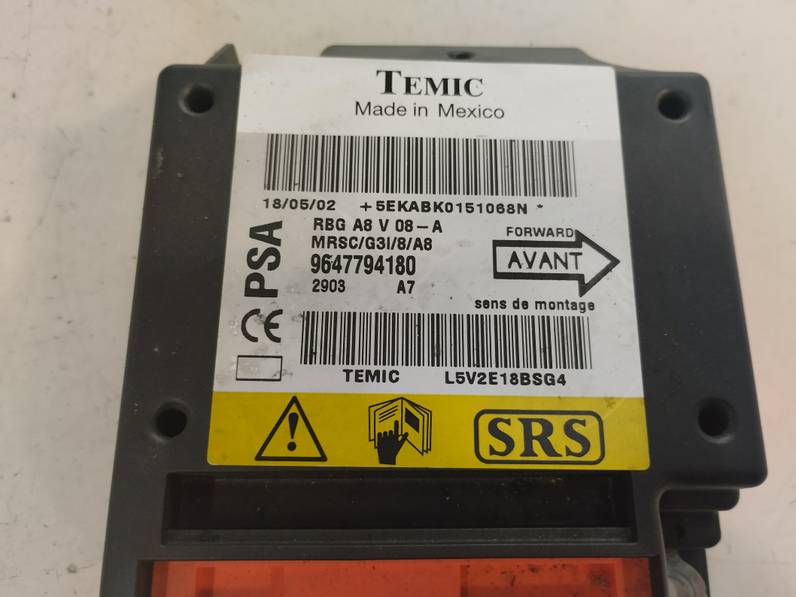 TEMIC
Made in Mexico
18/05/02 +5EKABK0151068N *
RBG A8 V 08-A
MRSC/G3I/8/A8
9647794180
2903 A7
PSA
CE
FORWARD
AVANT
sens de montage
TEMIC L5V2E18BSG4
SRS